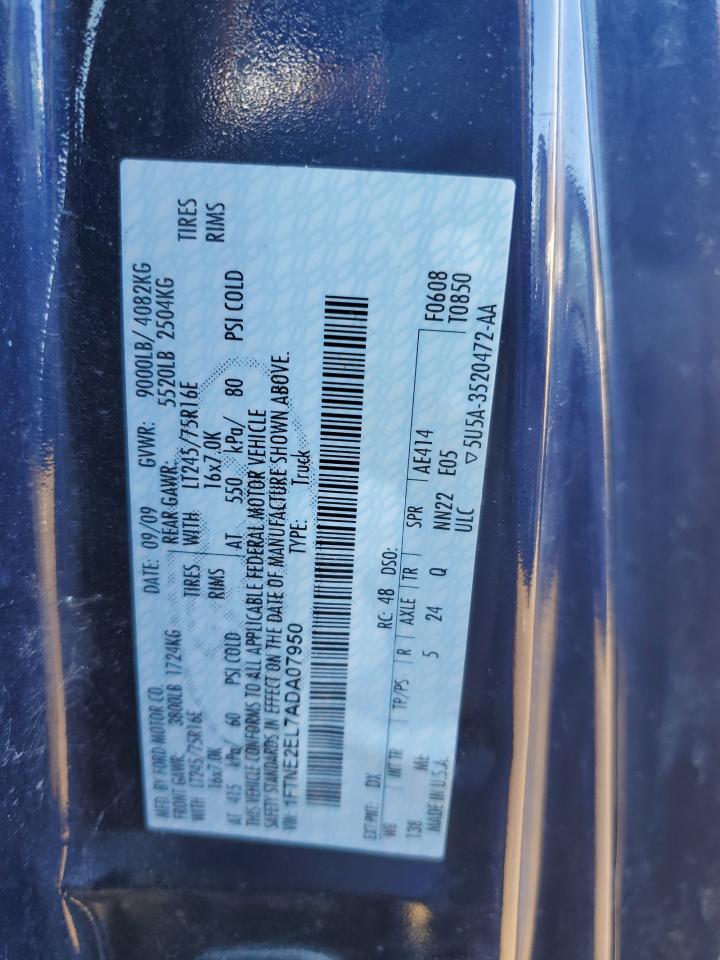 MFD. BY FORD MOTOR CO. DATE: 09/09 GVWR: 9000LB/ 4082KG
FRONT GAWR: 3800LB 1724KG REAR GAWR: 5520LB 2504KG
WITH LT245/75R16E TIRES WITH LT245/75R16E TIRES
16x7.0K RIMS 16x7.0K RIMS
AT 415 kPa/ 60 PSI COLD AT 550 kPa/ 80 PSI COLD
THIS VEHICLE CONFORMS TO ALL APPLICABLE FEDERAL MOTOR VEHICLE
SAFETY STANDARDS IN EFFECT ON THE DATE OF MANUFACTURE SHOWN ABOVE.
VIN: 1FTNE2EL7ADA07950 TYPE: Truck
EXT PNT: DX RC: 48 DSO: F0608
WB INT TR TP/PS R AXLE TR SPR AE414 T0850
138 ME 5 24 Q NN22 E05
MADE IN U.S.A. ULC ▽5U5A-3520472-AA